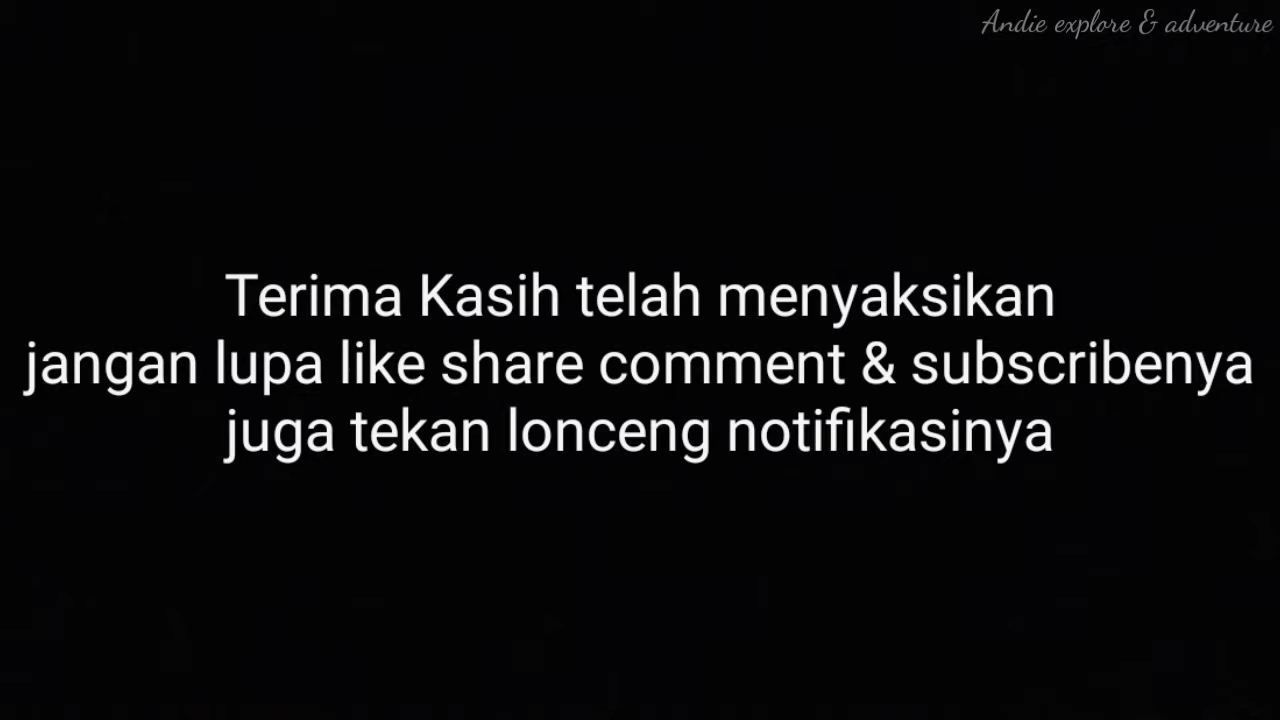 Andie explore & adventure
Terima Kasih telah menyaksikan
jangan lupa like share comment & subscribenya
juga tekan lonceng notifikasinya